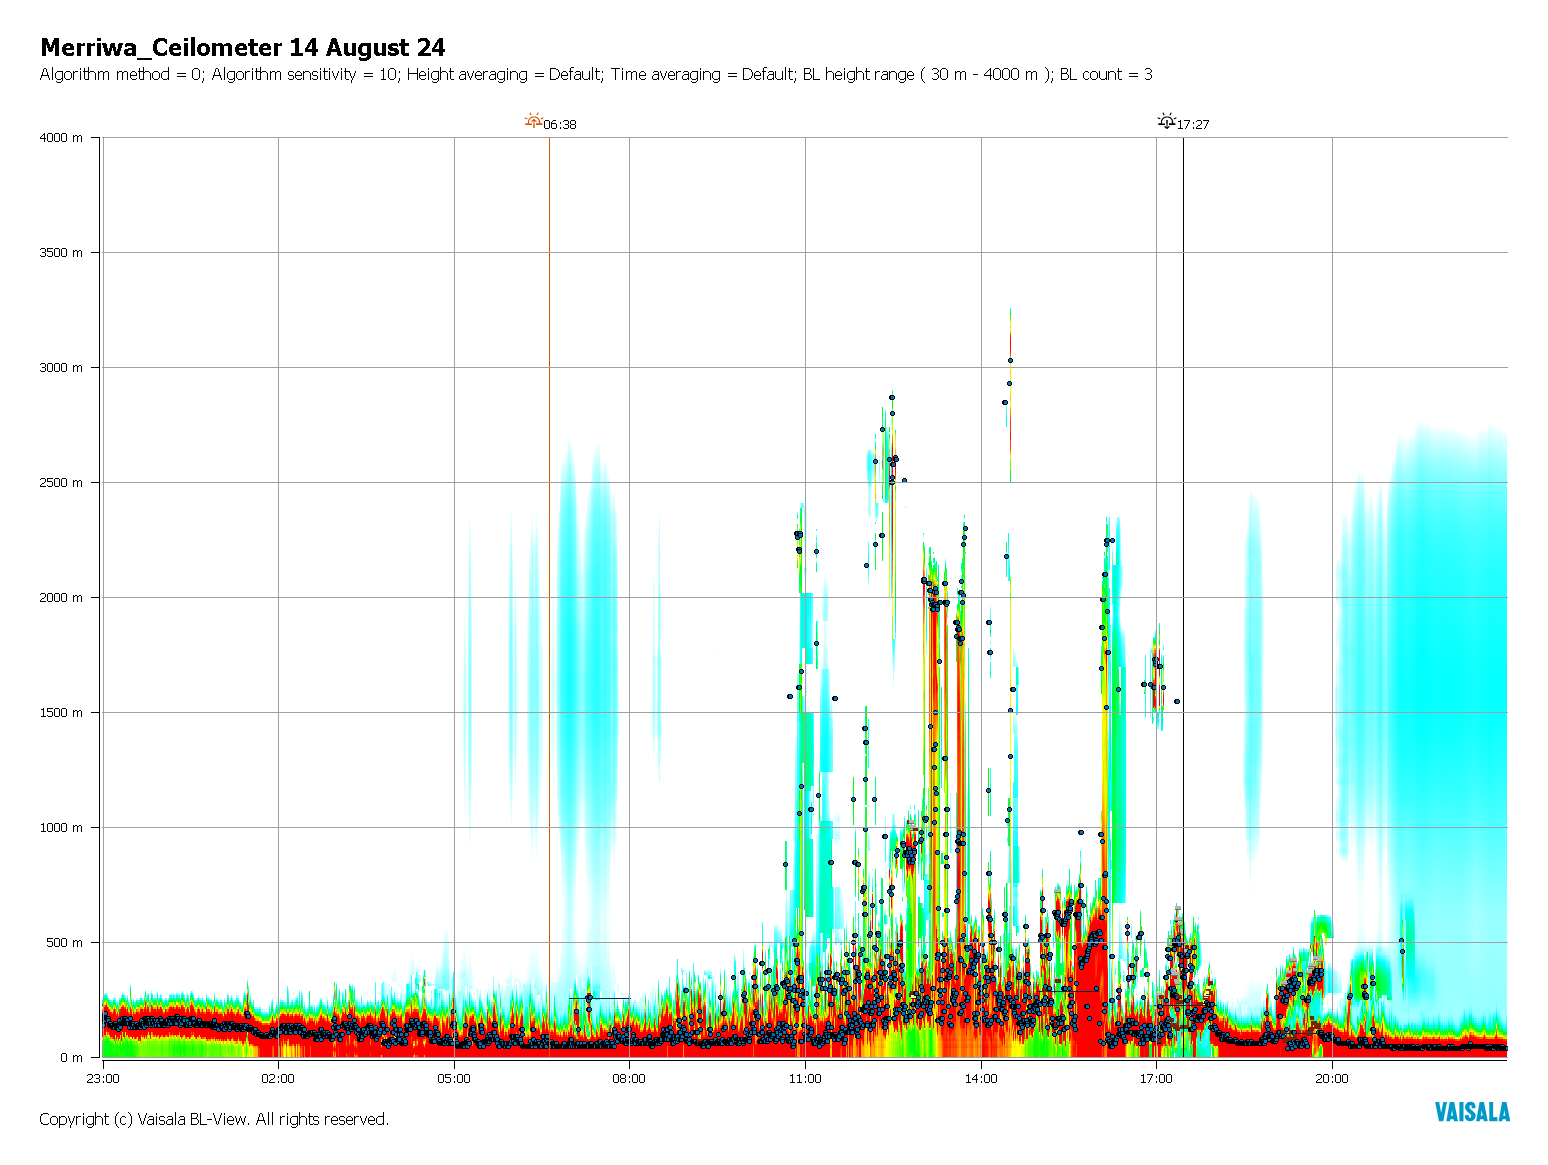 Merriwa_Ceilometer 14 August 24
Algorithm method = 0; Algorithm sensitivity = 10; Height averaging = Default; Time averaging = Default; BL height range ( 30 m - 4000 m ); BL count = 3
06:38
17:27
4000 m
3500 m
3000 m
2500 m
2000 m
1500 m
1000 m
500 m
0 m
23:00
02:00
05:00
08:00
11:00
14:00
17:00
20:00
Copyright (c) Vaisala BL-View. All rights reserved.
VAISALA